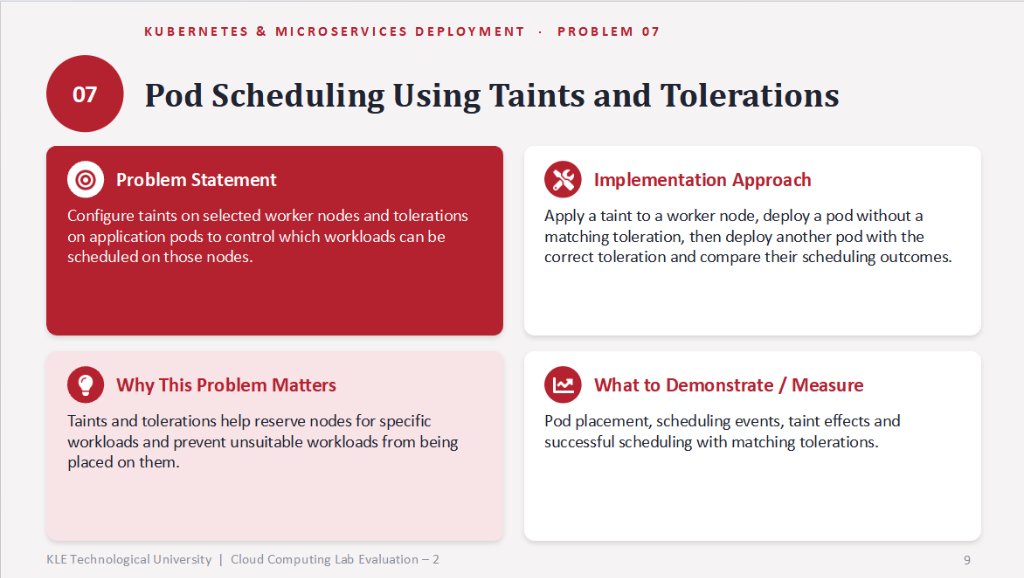 KUBERNETES & MICROSERVICES DEPLOYMENT · PROBLEM 07
07
Pod Scheduling Using Taints and Tolerations
Problem Statement
Configure taints on selected worker nodes and tolerations
on application pods to control which workloads can be
scheduled on those nodes.
Implementation Approach
Apply a taint to a worker node, deploy a pod without a
matching toleration, then deploy another pod with the
correct toleration and compare their scheduling outcomes.
Why This Problem Matters
Taints and tolerations help reserve nodes for specific
workloads and prevent unsuitable workloads from being
placed on them.
What to Demonstrate / Measure
Pod placement, scheduling events, taint effects and
successful scheduling with matching tolerations.
KLE Technological University | Cloud Computing Lab Evaluation – 2
9